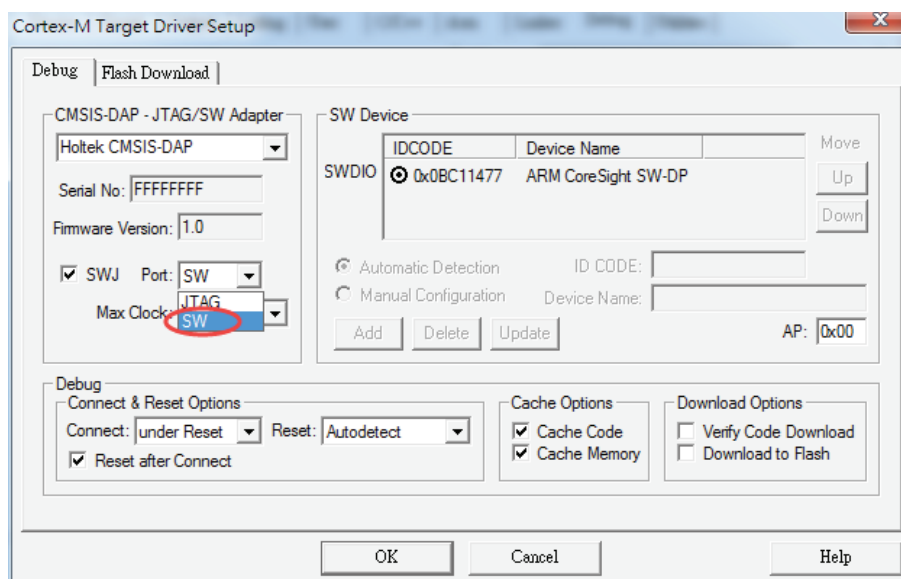 Cortex-M Target Driver Setup
Debug
Flash Download
CMSIS-DAP - JTAG/SW Adapter
Holtek CMSIS-DAP
Serial No: FFFFFFFF
Firmware Version: 1.0
SWJ Port: SW
JTAG
SW
Max Clock:
SW Device
IDCODE Device Name
SWDIO 0x0BC11477 ARM CoreSight SW-DP
Move
Up
Down
Automatic Detection ID CODE:
Manual Configuration Device Name:
Add Delete Update AP: 0x00
Debug
Connect & Reset Options
Connect: under Reset Reset: Autodetect
Reset after Connect
Cache Options
Cache Code
Cache Memory
Download Options
Verify Code Download
Download to Flash
OK Cancel Help